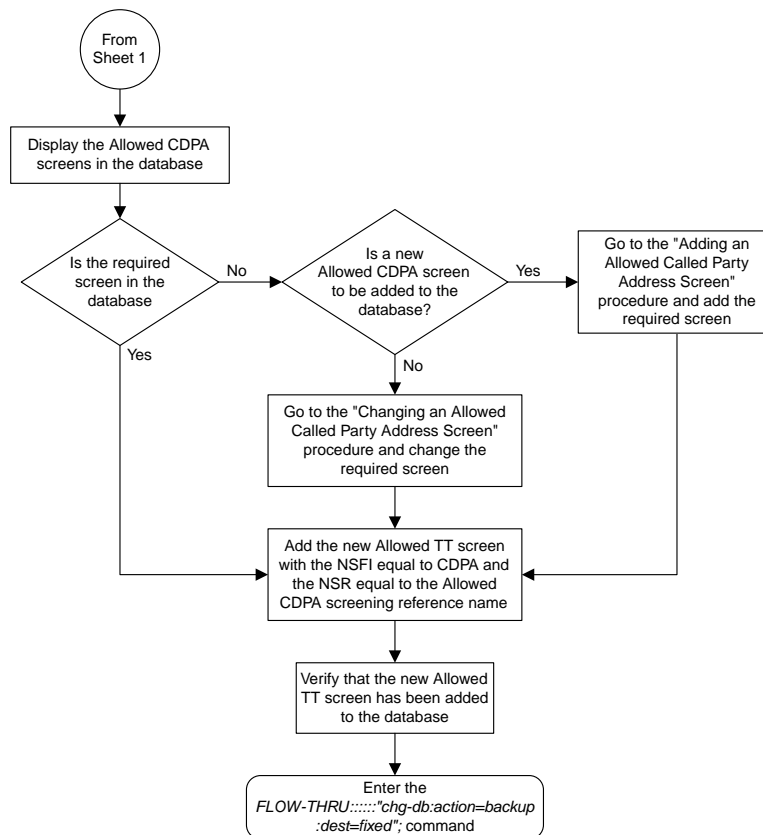 From
Sheet 1
Display the Allowed CDPA
screens in the database
Is the required
screen in the
database
No
Yes
Is a new
Allowed CDPA screen
to be added to the
database?
Yes
No
Go to the "Adding an
Allowed Called Party
Address Screen"
procedure and add the
required screen
Go to the "Changing an Allowed
Called Party Address Screen"
procedure and change the
required screen
Add the new Allowed TT screen
with the NSFI equal to CDPA and
the NSR equal to the Allowed
CDPA screening reference name
Verify that the new Allowed
TT screen has been added
to the database
Enter the
FLOW-THRU::::::"chg-db:action=backup
:dest=fixed"; command